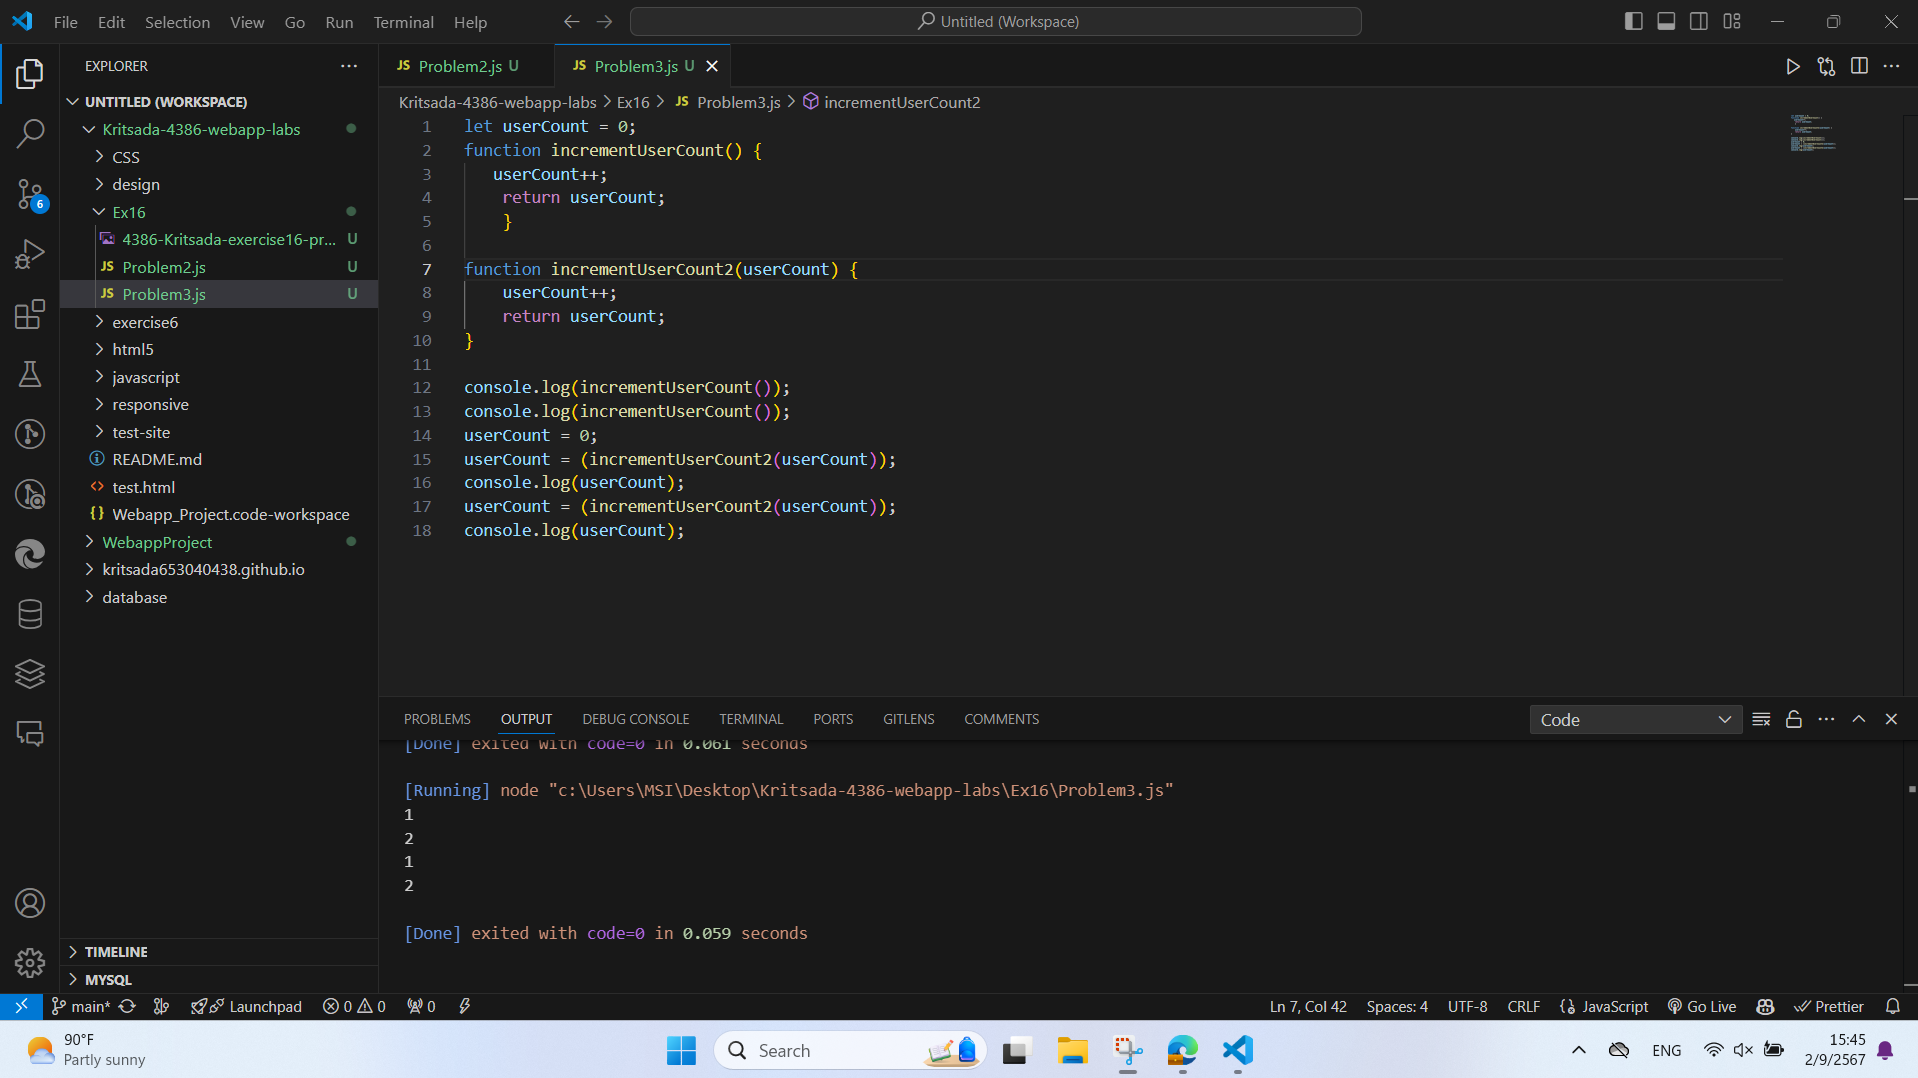 File Edit Selection View Go Run Terminal Help
Untitled (Workspace)
EXPLORER
UNTITLED (WORKSPACE)
Kritsada-4386-webapp-labs
CSS
design
Ex16
4386-Kritsada-exercise16-pr... U
JS Problem2.js U
JS Problem3.js U
exercise6
html5
javascript
responsive
test-site
README.md
<> test.html
{} Webapp_Project.code-workspace
WebappProject
kritsada653040438.github.io
database
TIMELINE
MYSQL
6
JS Problem2.js U
JS Problem3.js U
Kritsada-4386-webapp-labs > Ex16 > JS Problem3.js > incrementUserCount2
1 let userCount = 0;
2 function incrementUserCount() {
3 userCount++;
4 return userCount;
5 }
6
7 function incrementUserCount2(userCount) {
8 userCount++;
9 return userCount;
10 }
11
12 console.log(incrementUserCount());
13 console.log(incrementUserCount());
14 userCount = 0;
15 userCount = (incrementUserCount2(userCount));
16 console.log(userCount);
17 userCount = (incrementUserCount2(userCount));
18 console.log(userCount);
PROBLEMS OUTPUT DEBUG CONSOLE TERMINAL PORTS GITLENS COMMENTS
Code
[Done] exited with code=0 in 0.061 seconds
[Running] node "c:\Users\MSI\Desktop\Kritsada-4386-webapp-labs\Ex16\Problem3.js"
1
2
1
2
[Done] exited with code=0 in 0.059 seconds
main* Launchpad 0 0 0
Ln 7, Col 42 Spaces: 4 UTF-8 CRLF {} JavaScript Go Live Prettier
90°F
Partly sunny
Search
ENG
15:45
2/9/2567